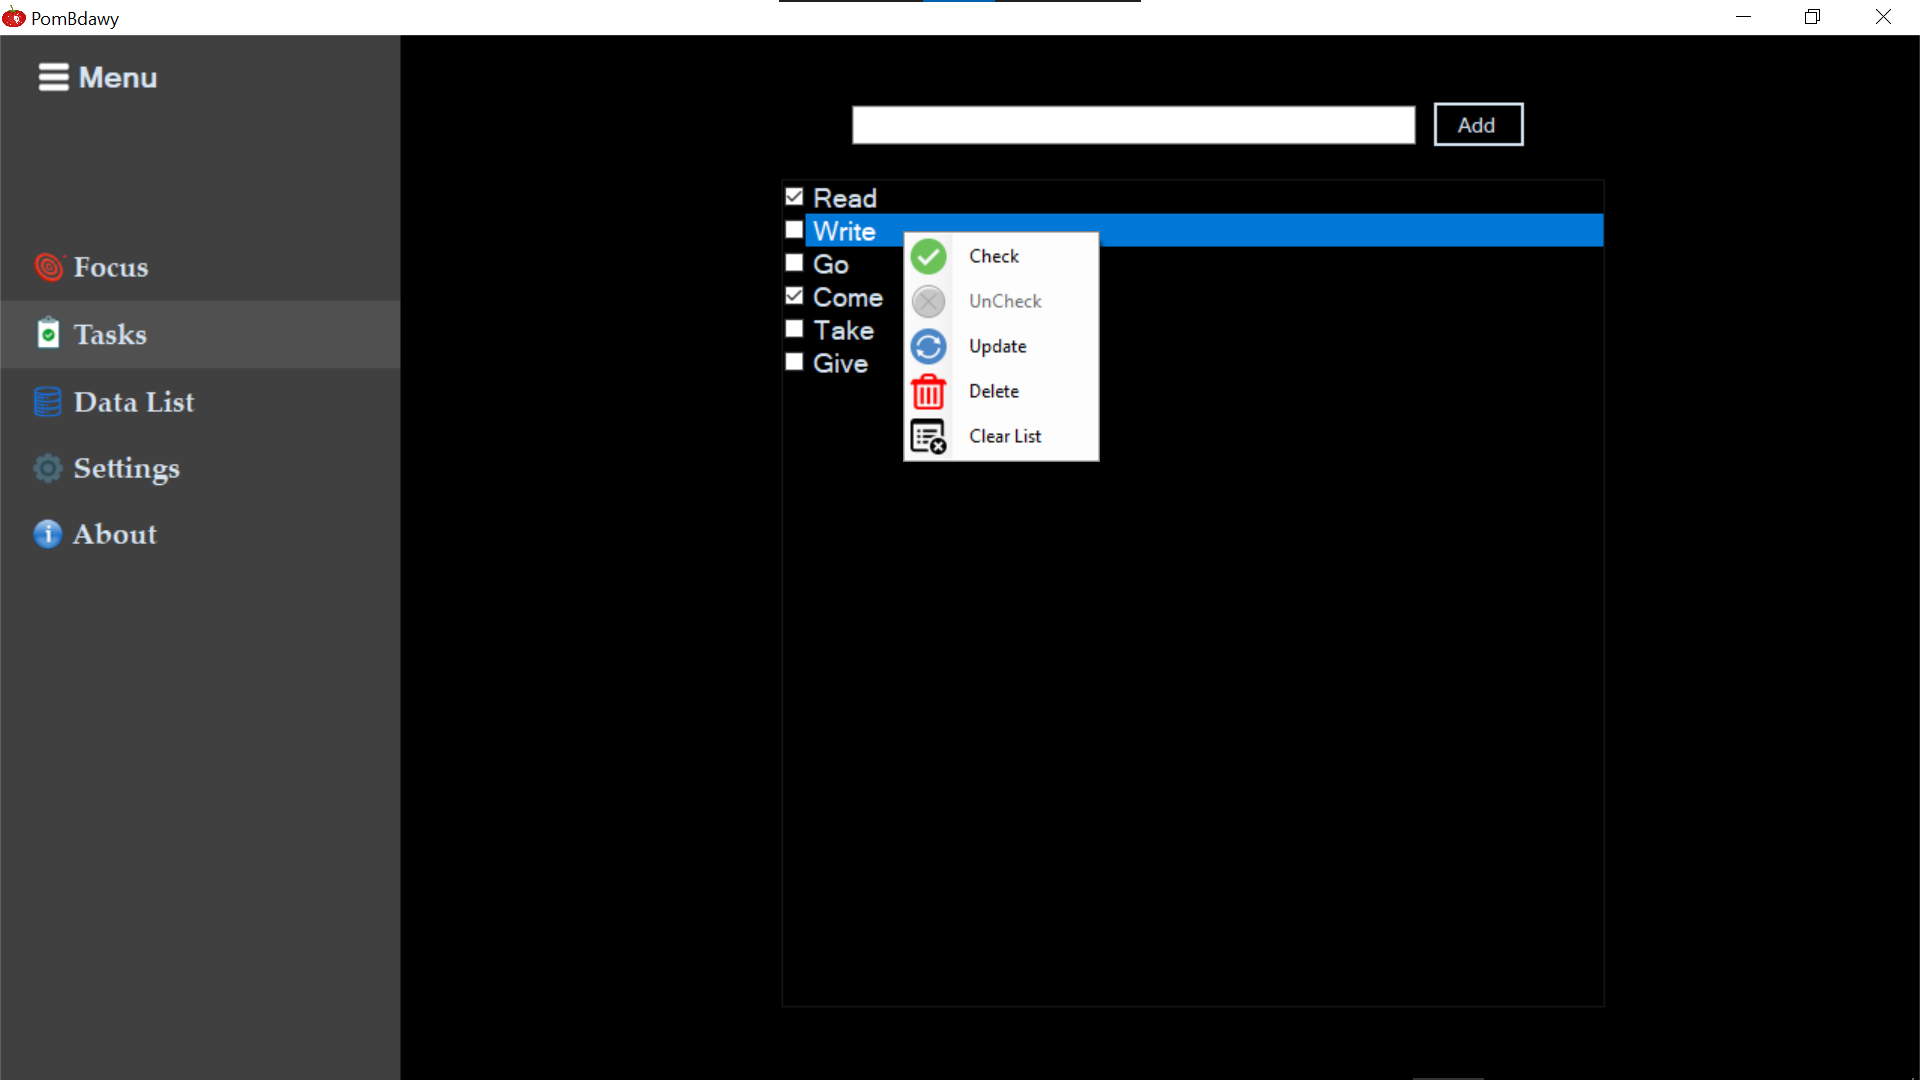 PomBdawy
Menu
Add
Read
Write
Go
Come
Take
Give
Check
UnCheck
Update
Delete
Clear List
Focus
Tasks
Data List
Settings
About